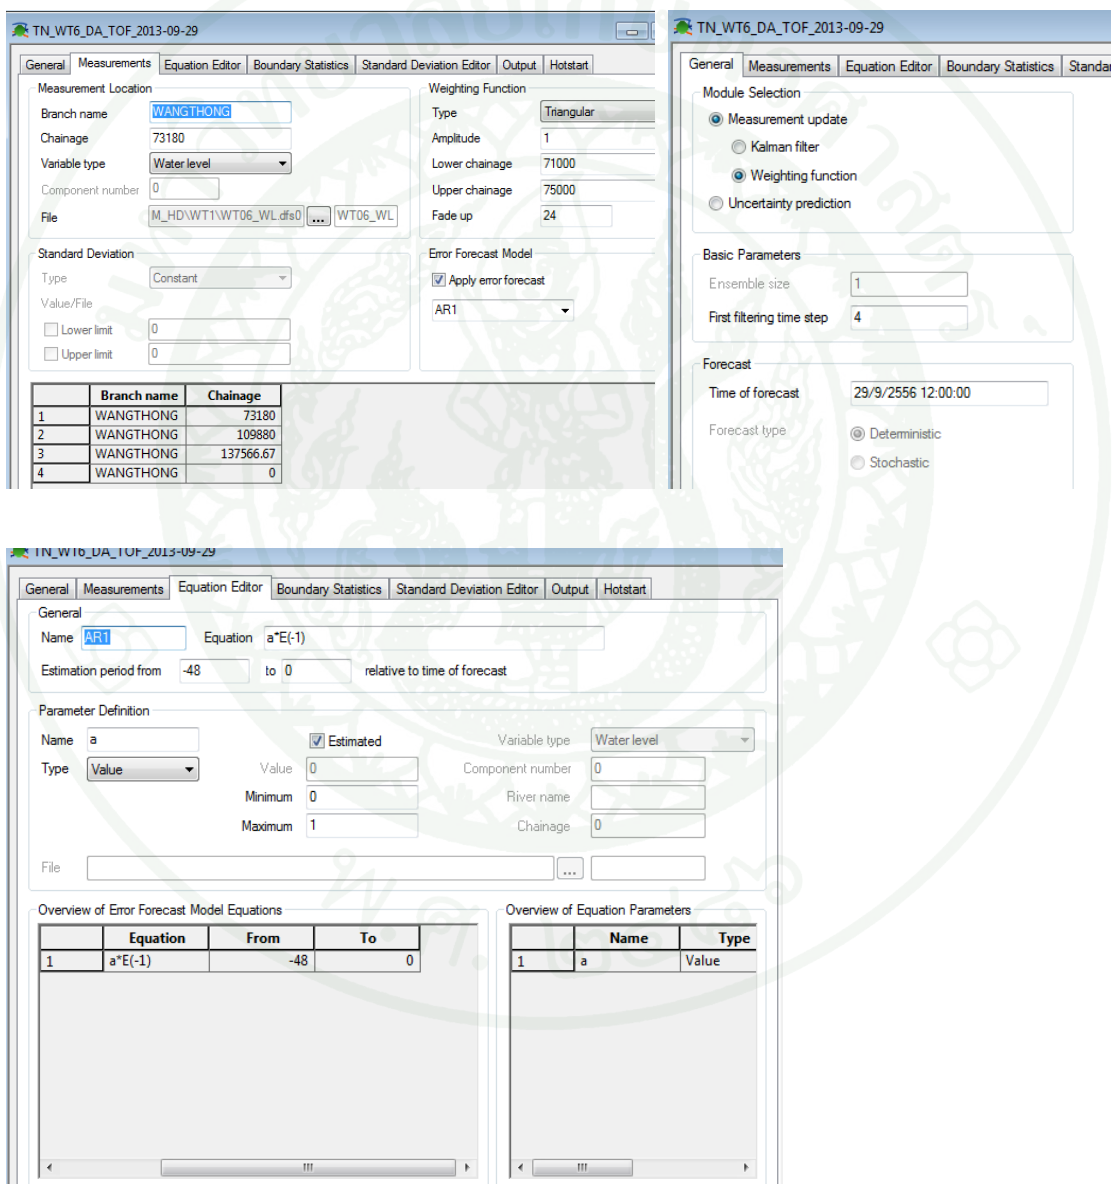 TN_WT6_DA_TOF_2013-09-29
General Measurements Equation Editor Boundary Statistics Standard Deviation Editor Output Hotstart
Measurement Location
Branch name WANGTHONG
Chainage 73180
Variable type Water level
Component number 0
File M_HD\WT1\WT06_WL.dfs0 ... WT06_WL
Weighting Function
Type Triangular
Amplitude 1
Lower chainage 71000
Upper chainage 75000
Fade up 24
Standard Deviation
Type Constant
Value/File
Lower limit 0
Upper limit 0
Error Forecast Model
Apply error forecast
AR1
Branch name Chainage
1 WANGTHONG 73180
2 WANGTHONG 109880
3 WANGTHONG 137566.67
4 WANGTHONG 0
TN_WT6_DA_TOF_2013-09-29
General Measurements Equation Editor Boundary Statistics Standar
Module Selection
Measurement update
Kalman filter
Weighting function
Uncertainty prediction
Basic Parameters
Ensemble size 1
First filtering time step 4
Forecast
Time of forecast 29/9/2556 12:00:00
Forecast type Deterministic
Stochastic
TN_WT6_DA_TOF_2013-09-29
General Measurements Equation Editor Boundary Statistics Standard Deviation Editor Output Hotstart
General
Name AR1 Equation a*E(-1)
Estimation period from -48 to 0 relative to time of forecast
Parameter Definition
Name a Estimated Variable type Water level
Type Value Value 0 Component number 0
Minimum 0 River name
Maximum 1 Chainage 0
File ...
Overview of Error Forecast Model Equations
Equation From To
1 a*E(-1) -48 0
Overview of Equation Parameters
Name Type
1 a Value